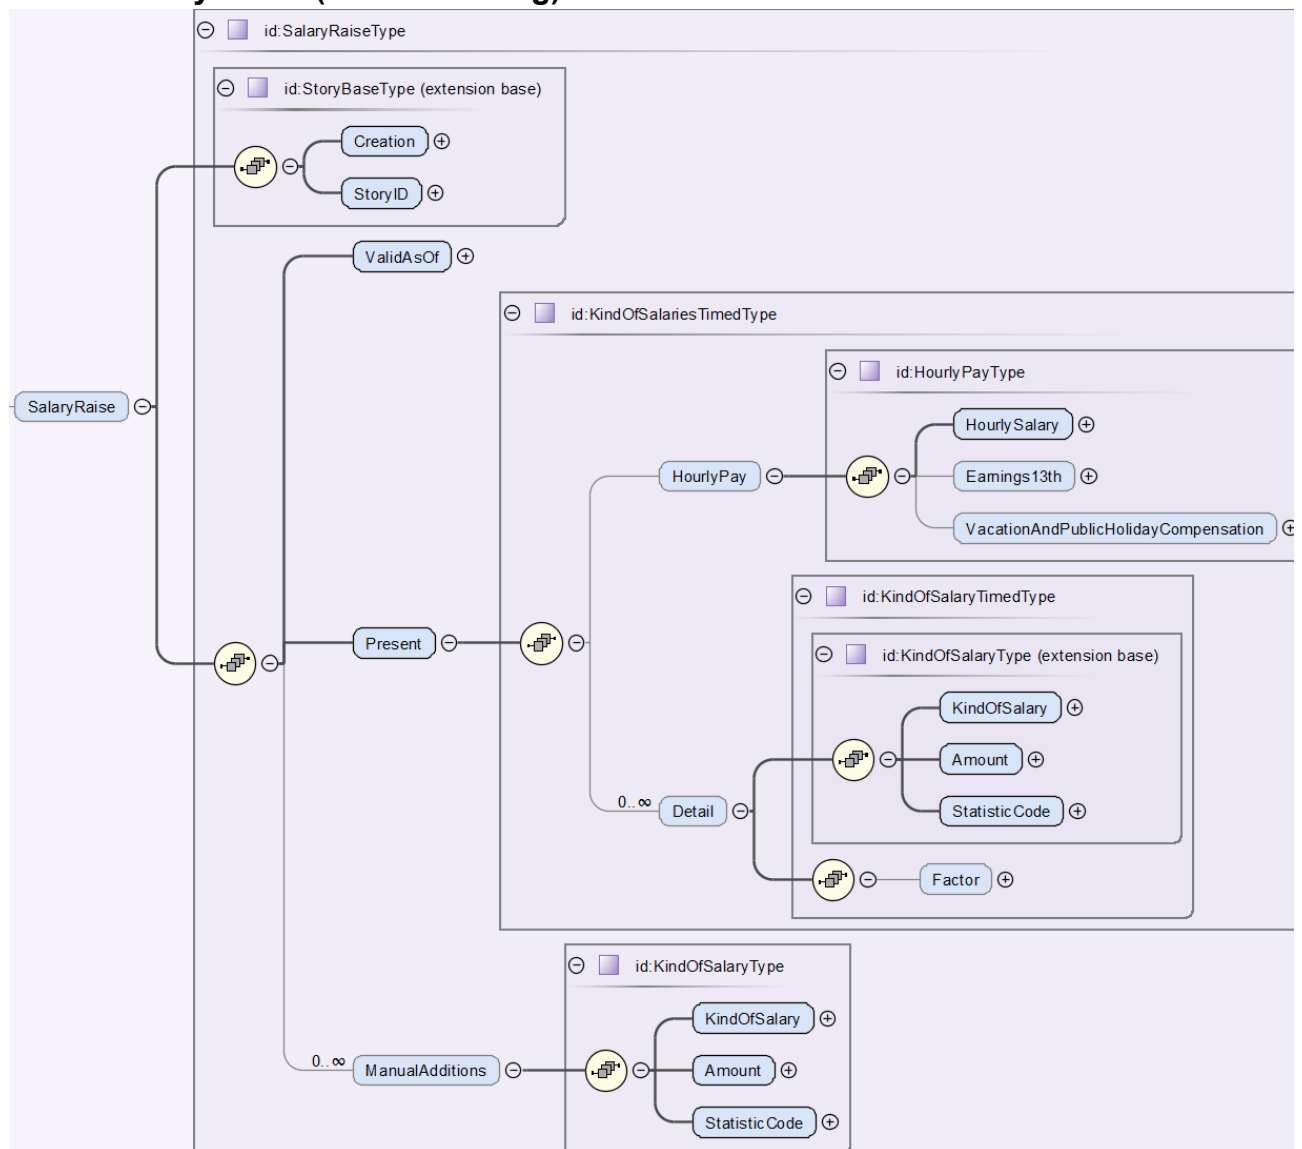 id:SalaryRaiseType
id:StoryBaseType (extension base)
Creation
StoryID
ValidAsOf
id:KindOfSalariesTimedType
id:HourlyPayType
SalaryRaise
HourlySalary
HourlyPay
Earnings13th
VacationAndPublicHolidayCompensation
id:KindOfSalaryTimedType
Present
id:KindOfSalaryType (extension base)
KindOfSalary
Amount
0..∞ Detail
StatisticCode
Factor
id:KindOfSalaryType
KindOfSalary
0..∞ ManualAdditions
Amount
StatisticCode